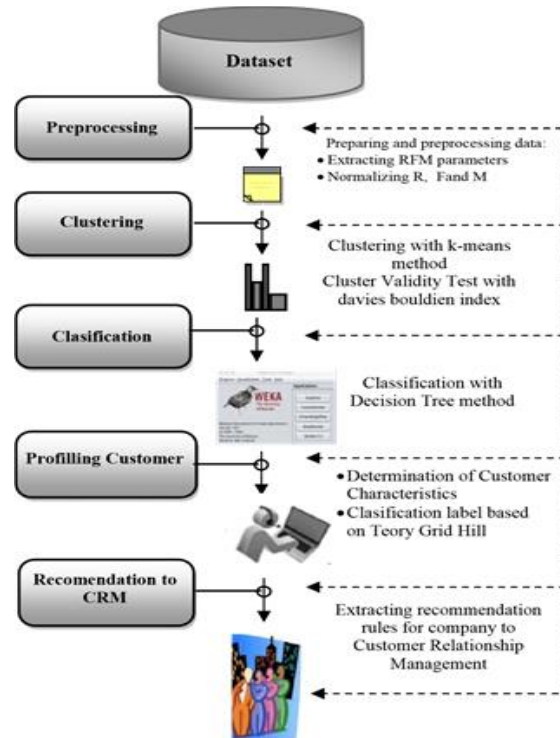 Dataset
Preprocessing
Preparing and preprocessing data:
• Extracting RFM parameters
• Normalizing R, Fand M
Clustering
Clustering with k-means
method
Cluster Validity Test with
davies bouldien index
Clasification
WEKA
Classification with
Decision Tree method
Profilling Customer
• Determination of Customer
Characteristics
• Clasification label based
on Teory Grid Hill
Recomendation to
CRM
Extracting recommendation
rules for company to
Customer Relationship
Management